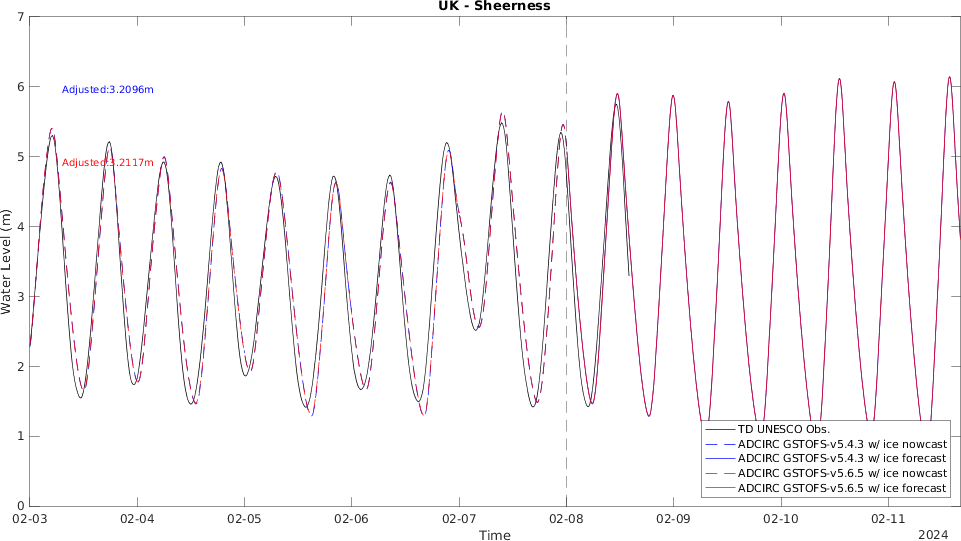 UK - Sheerness
7
6
5
4
3
2
1
0
Water Level (m)
Adjusted:3.2096m
Adjusted:3.2117m
TD UNESCO Obs.
ADCIRC GSTOFS-v5.4.3 w/ ice nowcast
ADCIRC GSTOFS-v5.4.3 w/ ice forecast
ADCIRC GSTOFS-v5.6.5 w/ ice nowcast
ADCIRC GSTOFS-v5.6.5 w/ ice forecast
02-03 02-04 02-05 02-06 02-07 02-08 02-09 02-10 02-11
Time
2024